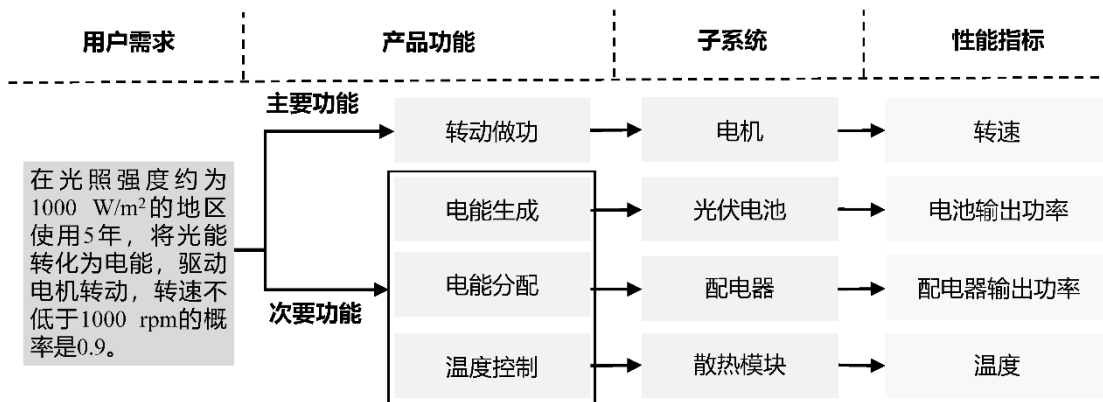 用户需求
产品功能
子系统
性能指标
主要功能
转动做功
电机
转速
在光照强度约为
1000 W/m²的地区
使用5年，将光能
转化为电能，驱动
电机转动，转速不
低于1000 rpm的概
率是0.9。
电能生成
光伏电池
电池输出功率
电能分配
配电器
配电器输出功率
次要功能
温度控制
散热模块
温度